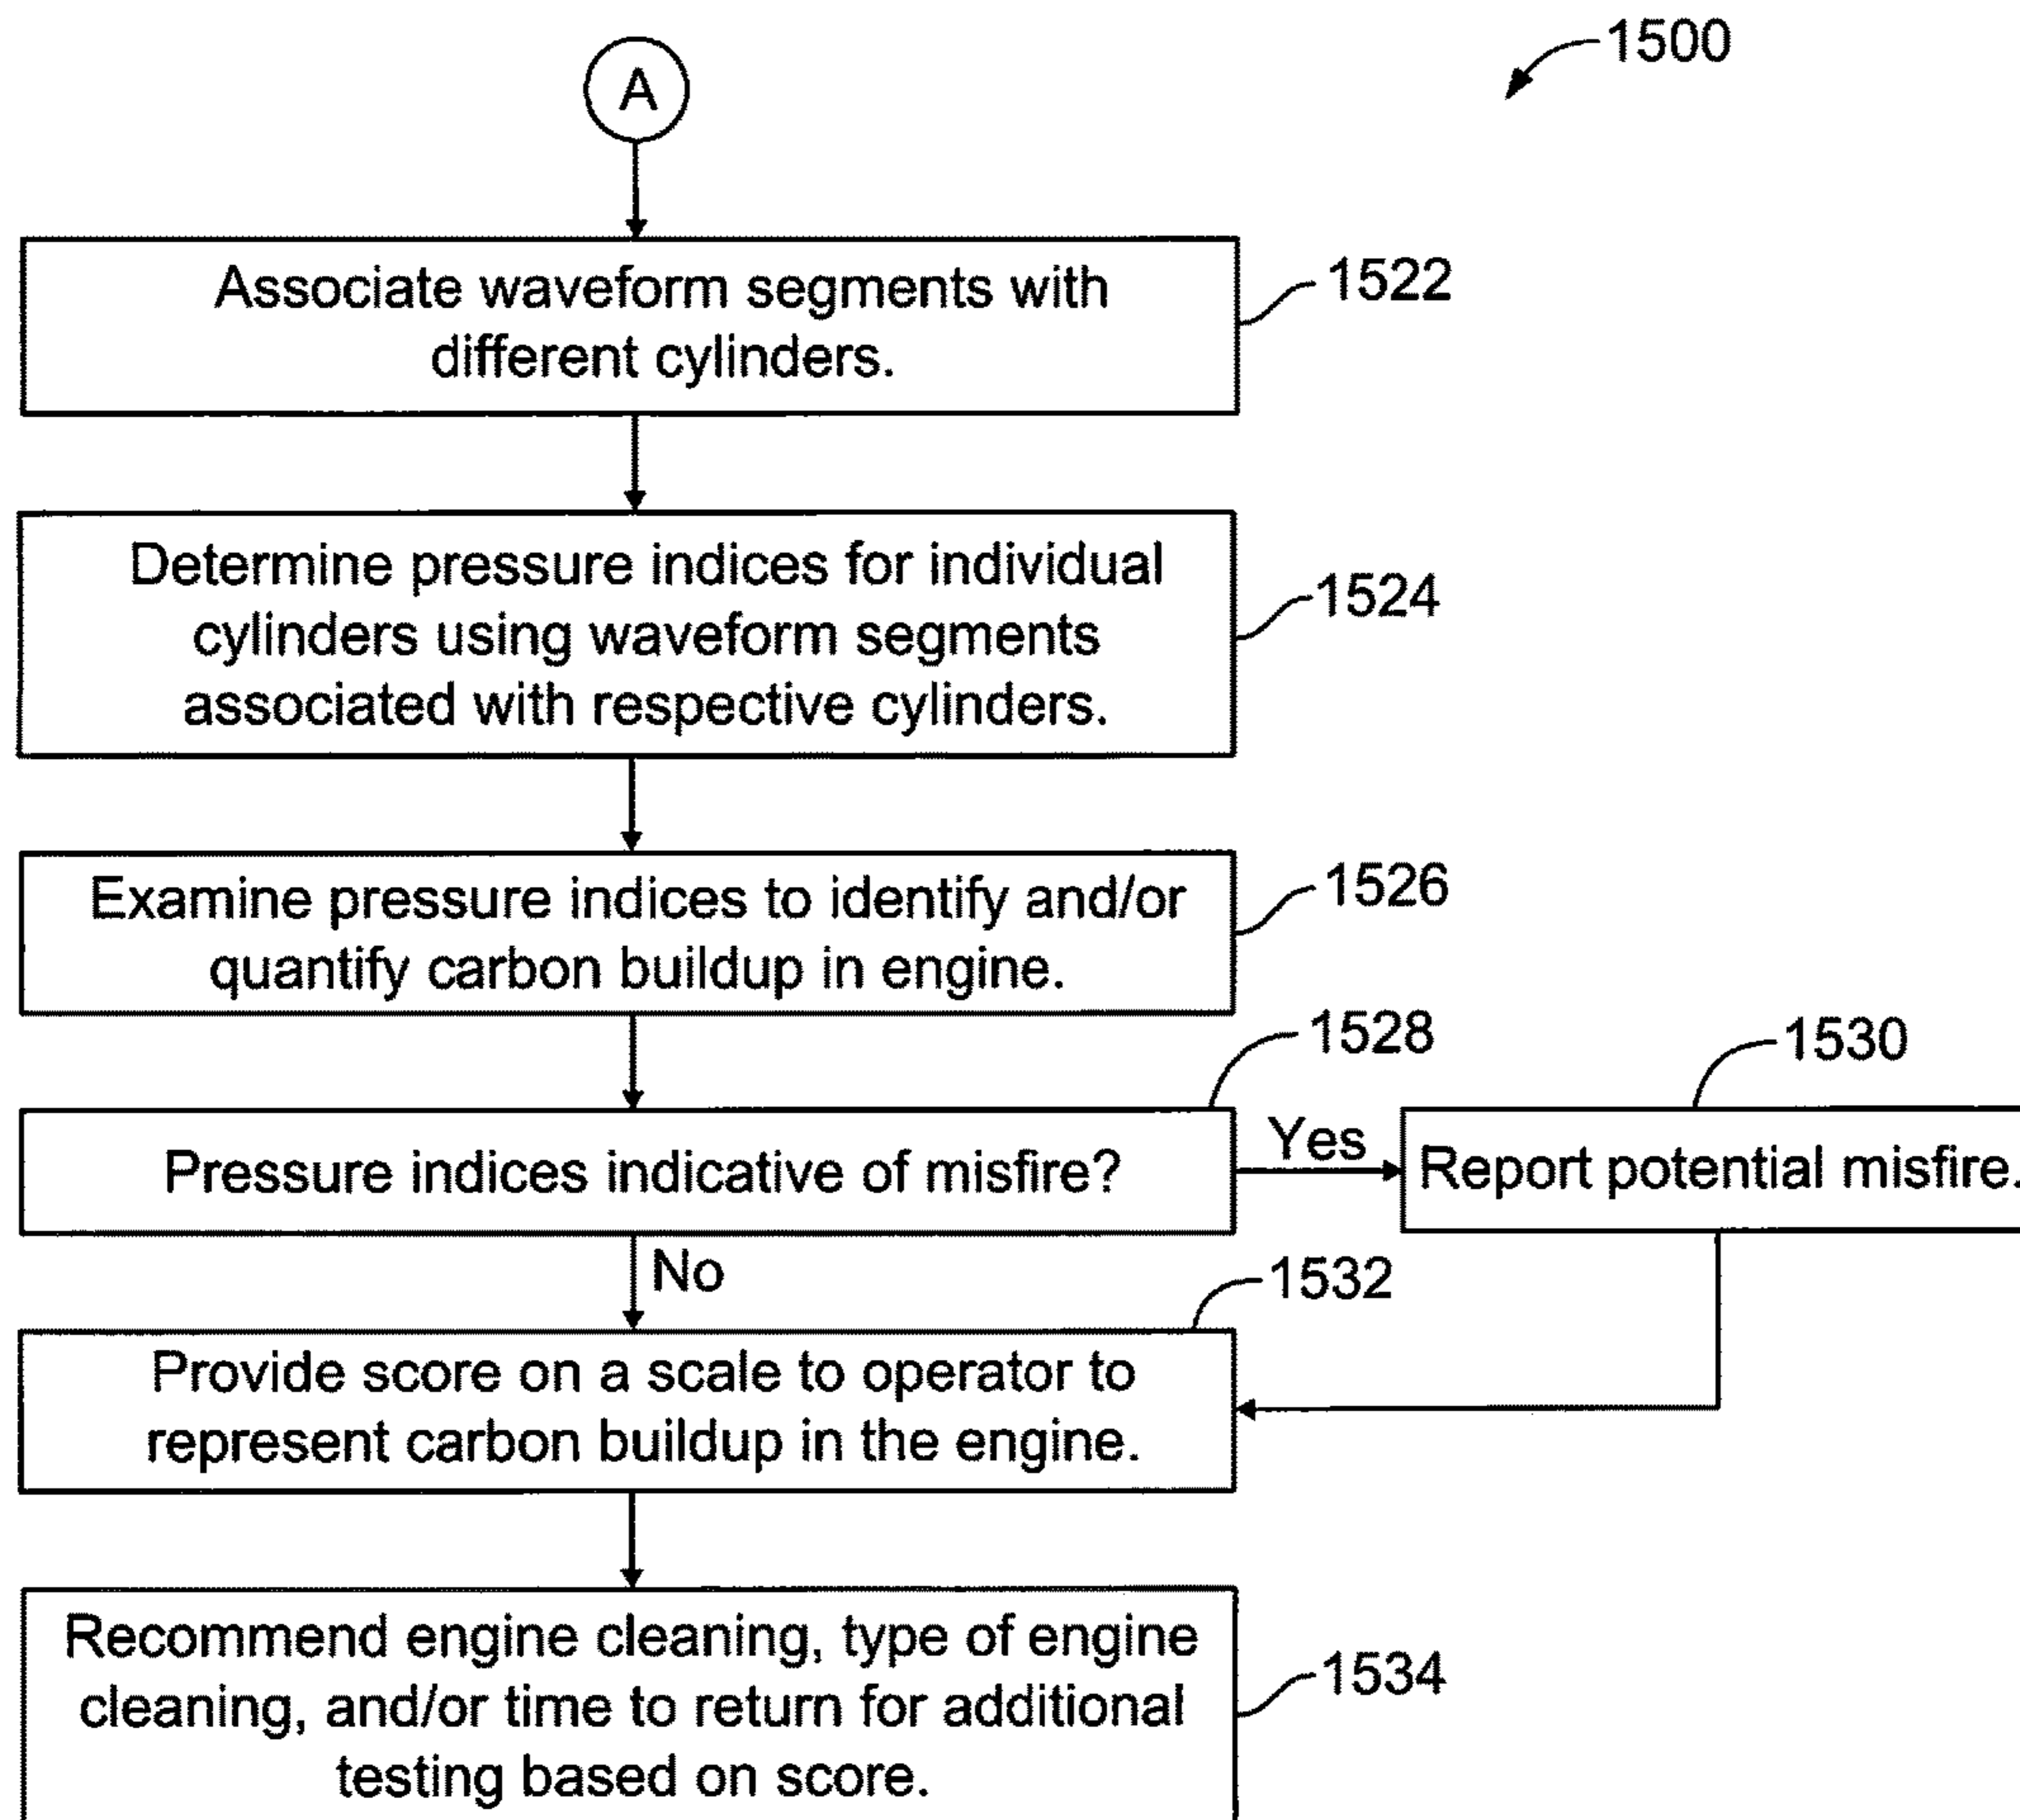 1500
A
Associate waveform segments with
different cylinders.
1522
Determine pressure indices for individual
cylinders using waveform segments
associated with respective cylinders.
1524
Examine pressure indices to identify and/or
quantify carbon buildup in engine.
1526
1528
Pressure indices indicative of misfire?
Yes
1530
Report potential misfire.
No
1532
Provide score on a scale to operator to
represent carbon buildup in the engine.
Recommend engine cleaning, type of engine
cleaning, and/or time to return for additional
testing based on score.
1534